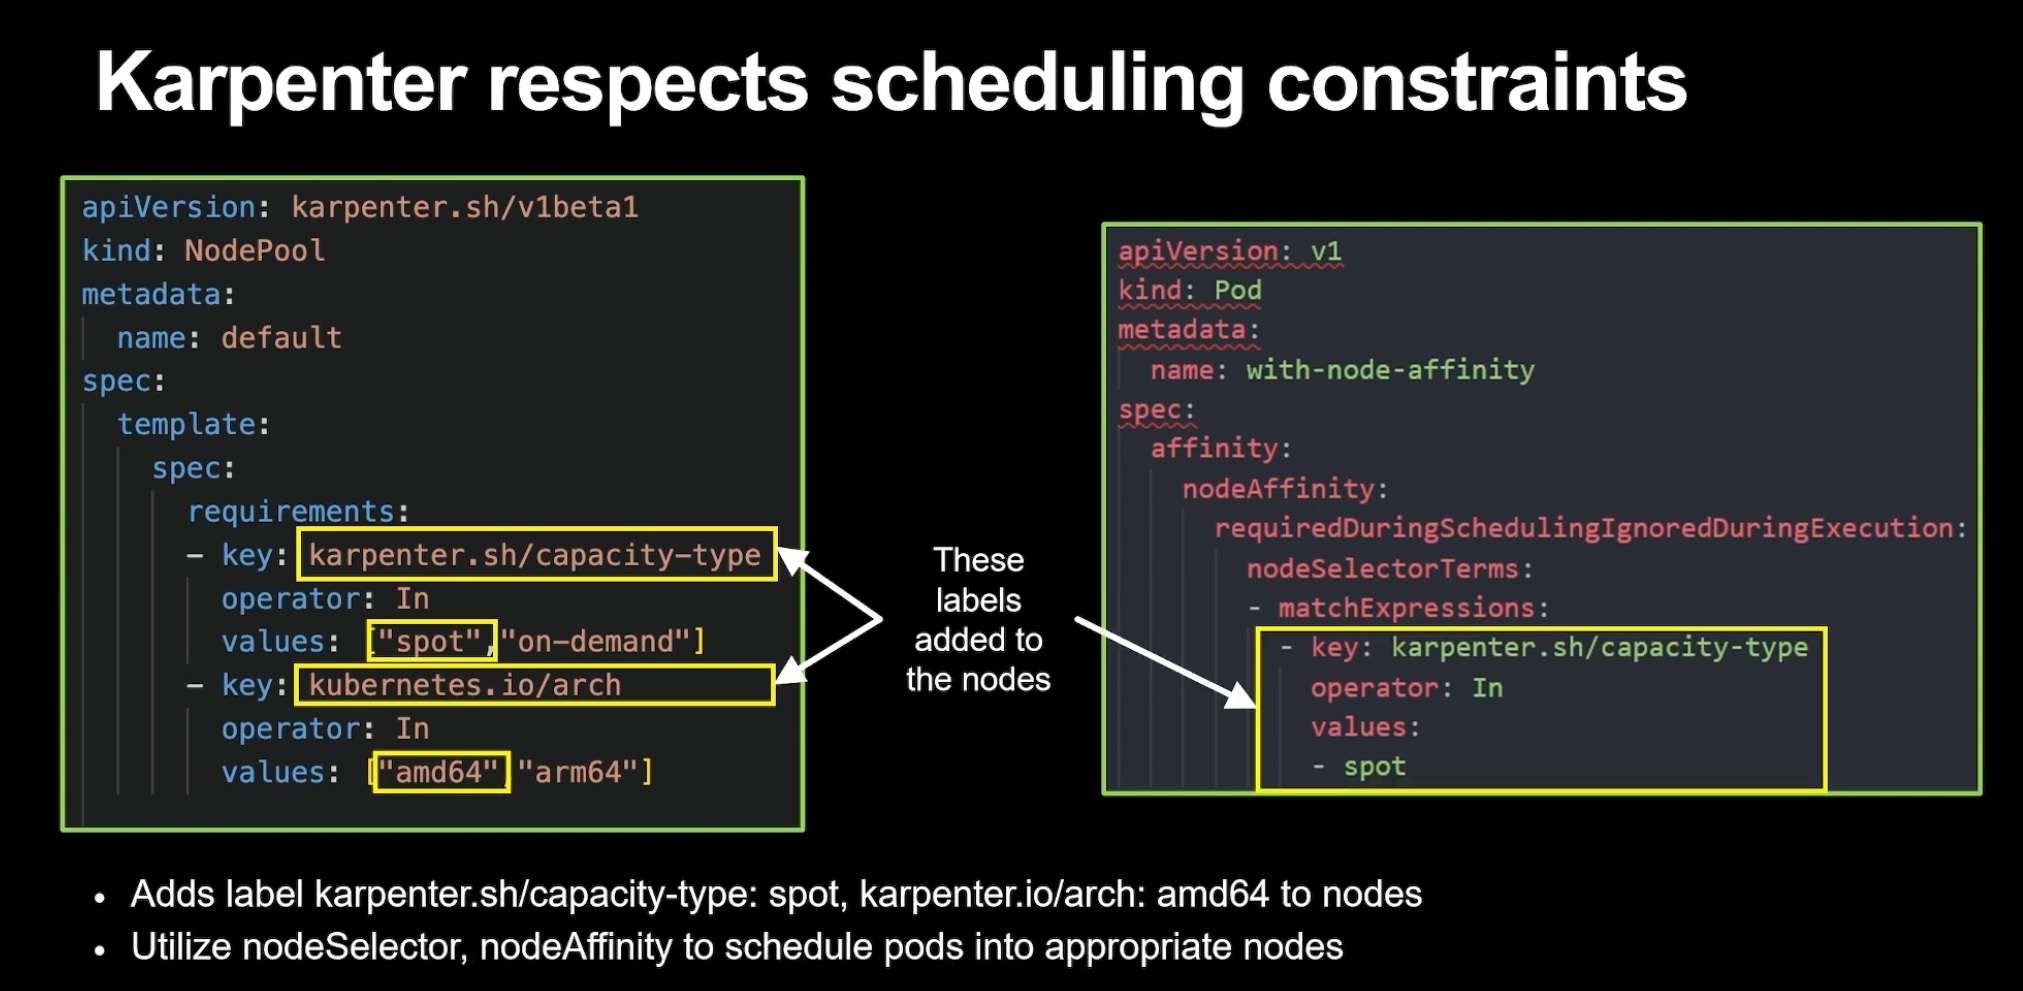 Karpenter respects scheduling constraints
apiVersion: karpenter.sh/v1beta1
kind: NodePool
metadata:
name: default
spec:
template:
spec:
requirements:
- key: karpenter.sh/capacity-type
operator: In
values: ["spot","on-demand"]
- key: kubernetes.io/arch
operator: In
values: ["amd64","arm64"]
These
labels
added to
the nodes
apiVersion: v1
kind: Pod
metadata:
name: with-node-affinity
spec:
affinity:
nodeAffinity:
requiredDuringSchedulingIgnoredDuringExecution:
nodeSelectorTerms:
- matchExpressions:
- key: karpenter.sh/capacity-type
operator: In
values:
- spot
• Adds label karpenter.sh/capacity-type: spot, karpenter.io/arch: amd64 to nodes
• Utilize nodeSelector, nodeAffinity to schedule pods into appropriate nodes